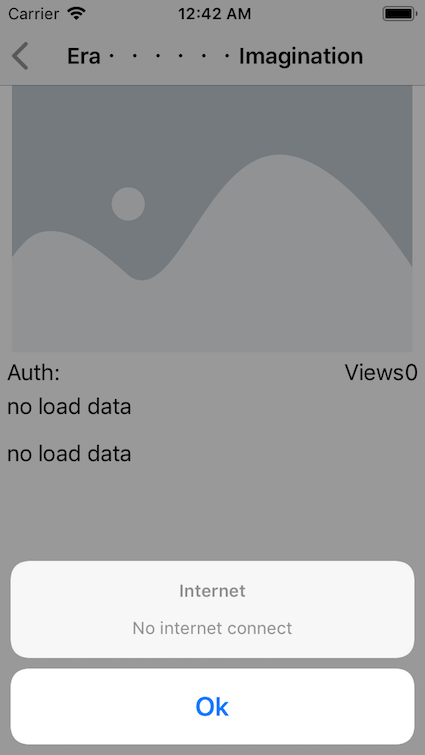 Carrier 12:42 AM
Era · · · · · · Imagination
Auth: Views0
no load data
no load data
Internet
No internet connect
Ok